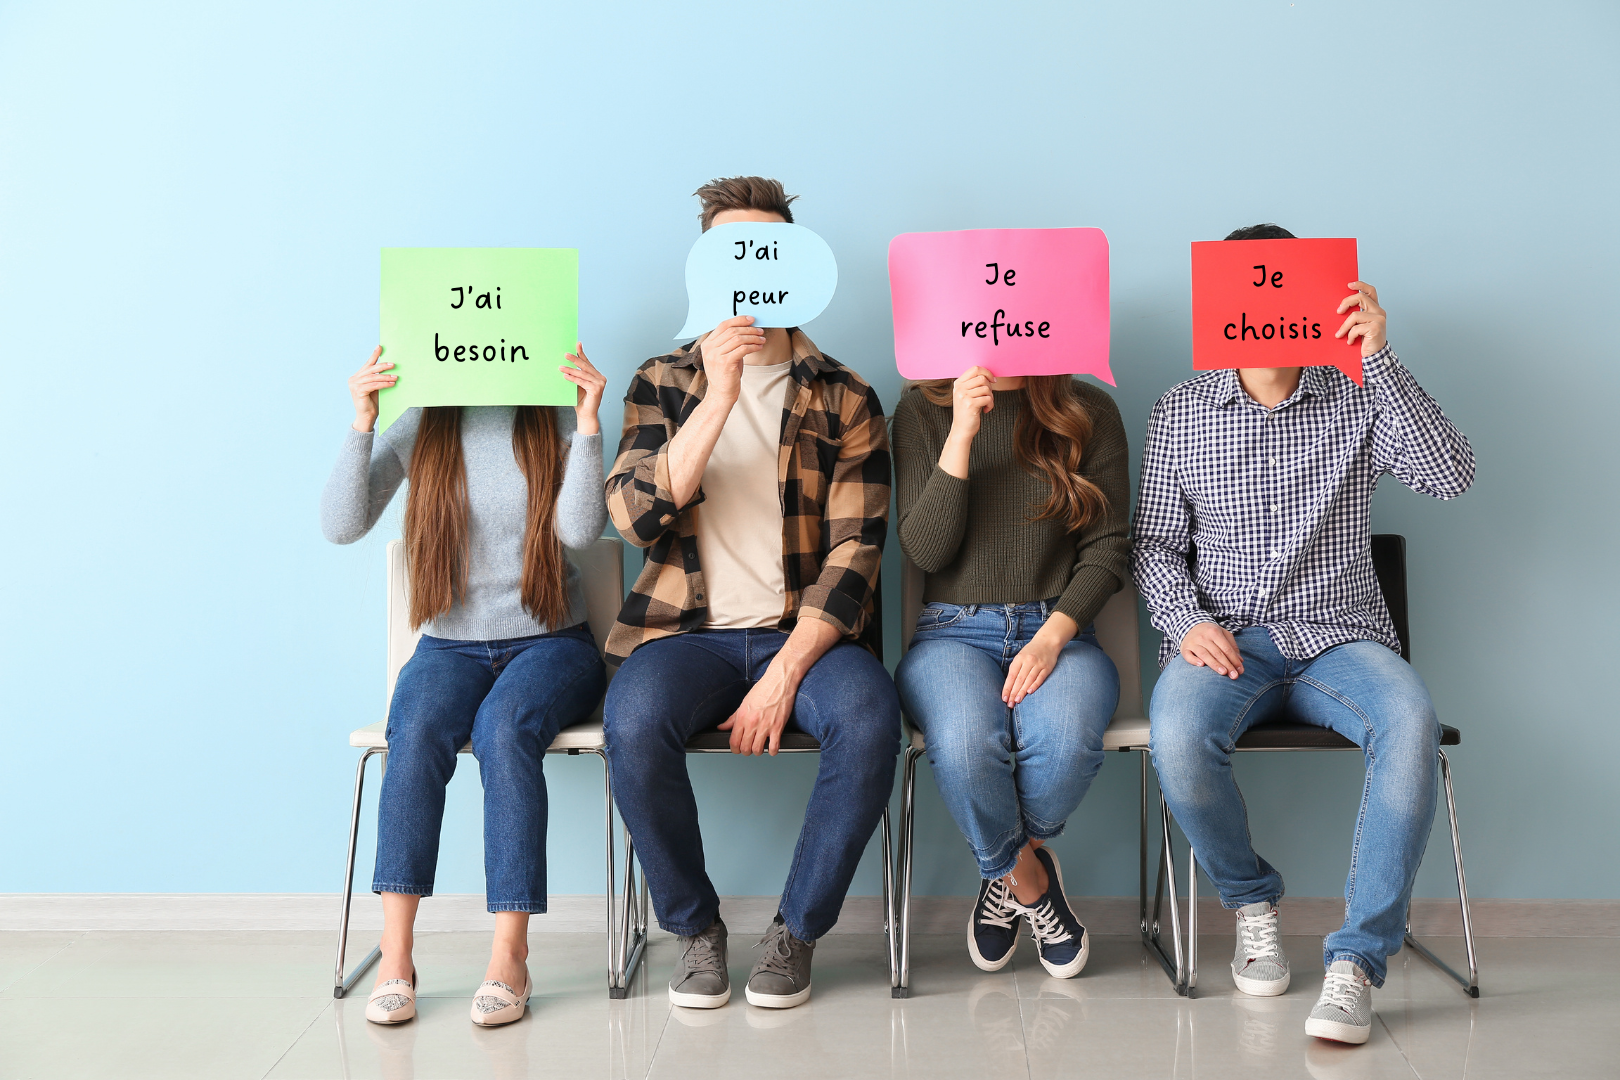 J'ai
besoin
J'ai
peur
Je
refuse
Je
choisis